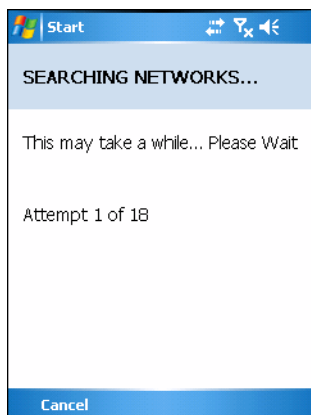 Start
SEARCHING NETWORKS...
This may take a while... Please Wait
Attempt 1 of 18
Cancel